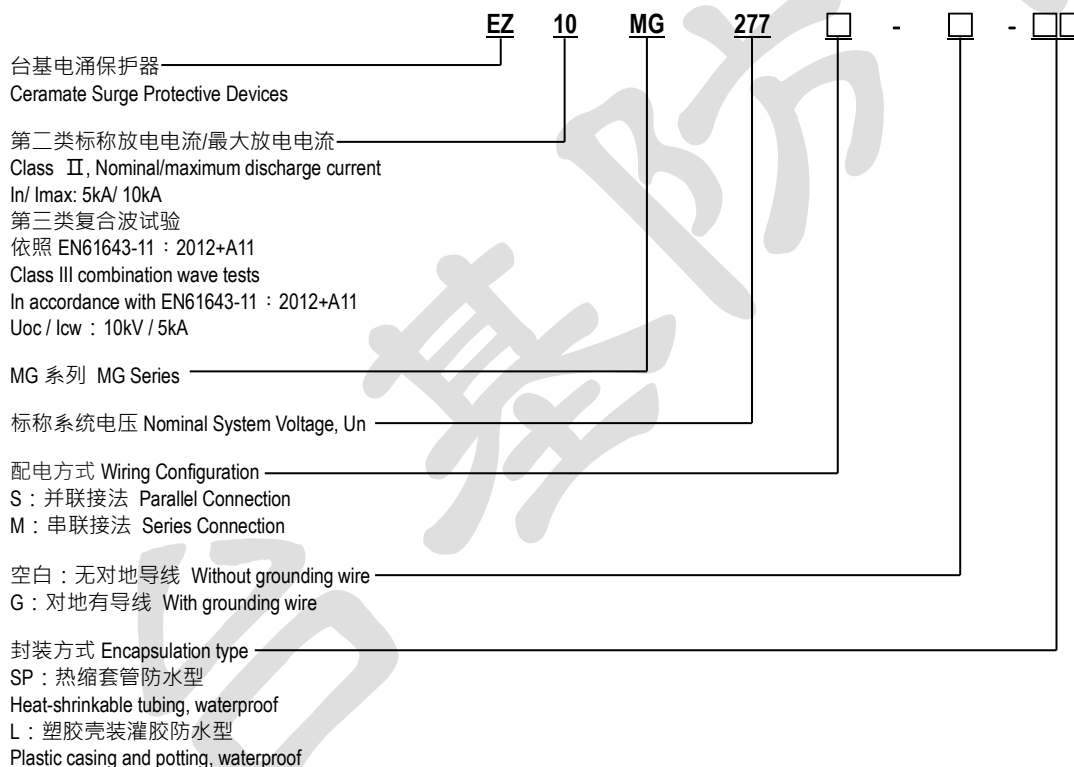 EZ 10 MG 277 □ - □ - □□
台基电涌保护器
Ceramate Surge Protective Devices
第二类标称放电电流/最大放电电流
Class Ⅱ, Nominal/maximum discharge current
In/ Imax: 5kA/ 10kA
第三类复合波试验
依照 EN61643-11：2012+A11
Class III combination wave tests
In accordance with EN61643-11：2012+A11
Uoc / Icw：10kV / 5kA
MG 系列 MG Series
标称系统电压 Nominal System Voltage, Un
配电方式 Wiring Configuration
S：并联接法 Parallel Connection
M：串联接法 Series Connection
空白：无对地导线 Without grounding wire
G：对地有导线 With grounding wire
封装方式 Encapsulation type
SP：热缩套管防水型
Heat-shrinkable tubing, waterproof
L：塑胶壳装灌胶防水型
Plastic casing and potting, waterproof
台基防